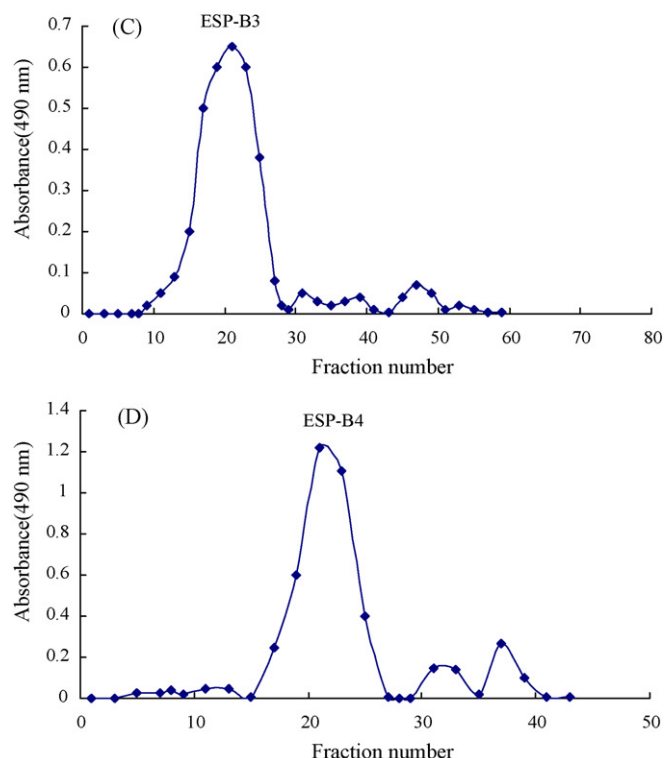 (C)
ESP-B3
Absorbance(490 nm)
0.7
0.6
0.5
0.4
0.3
0.2
0.1
0
0 10 20 30 40 50 60 70 80
Fraction number
(D)
ESP-B4
Absorbance(490 nm)
1.4
1.2
1
0.8
0.6
0.4
0.2
0
0 10 20 30 40 50
Fraction number